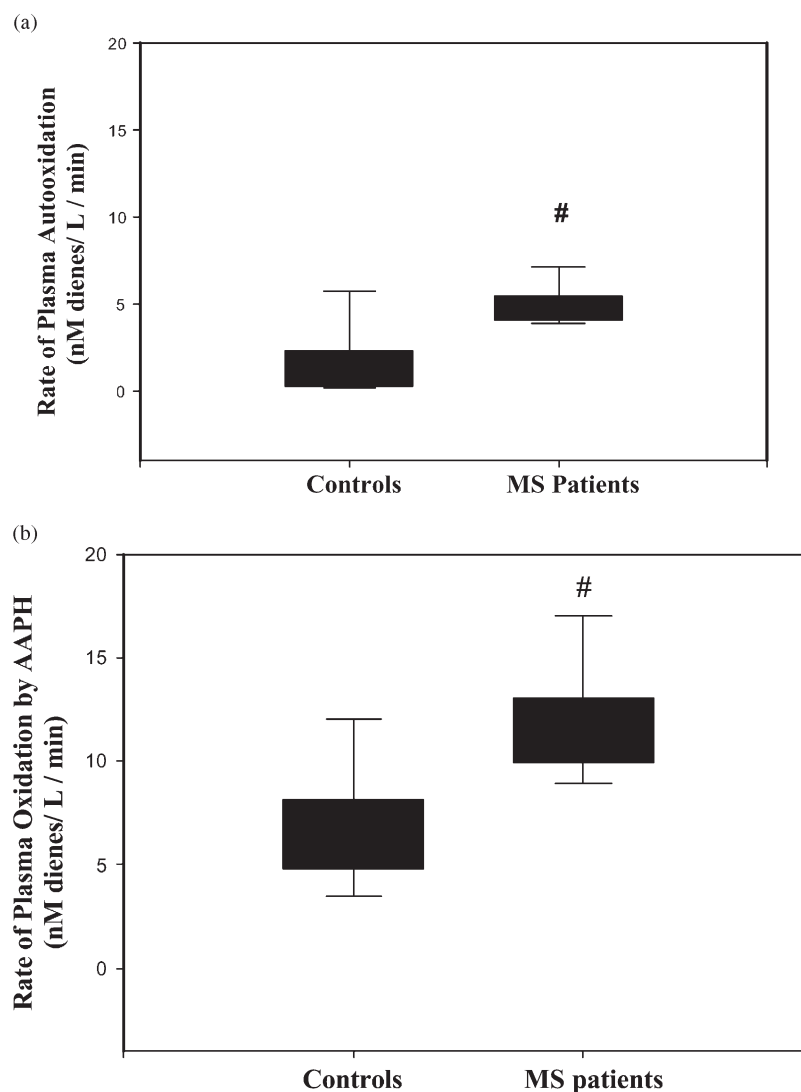 (a)
Rate of Plasma Autooxidation
(nM dienes/ L / min)
20
15
10
5
0
#
Controls
MS Patients
(b)
Rate of Plasma Oxidation by AAPH
(nM dienes/ L / min)
20
15
10
5
0
#
Controls
MS patients